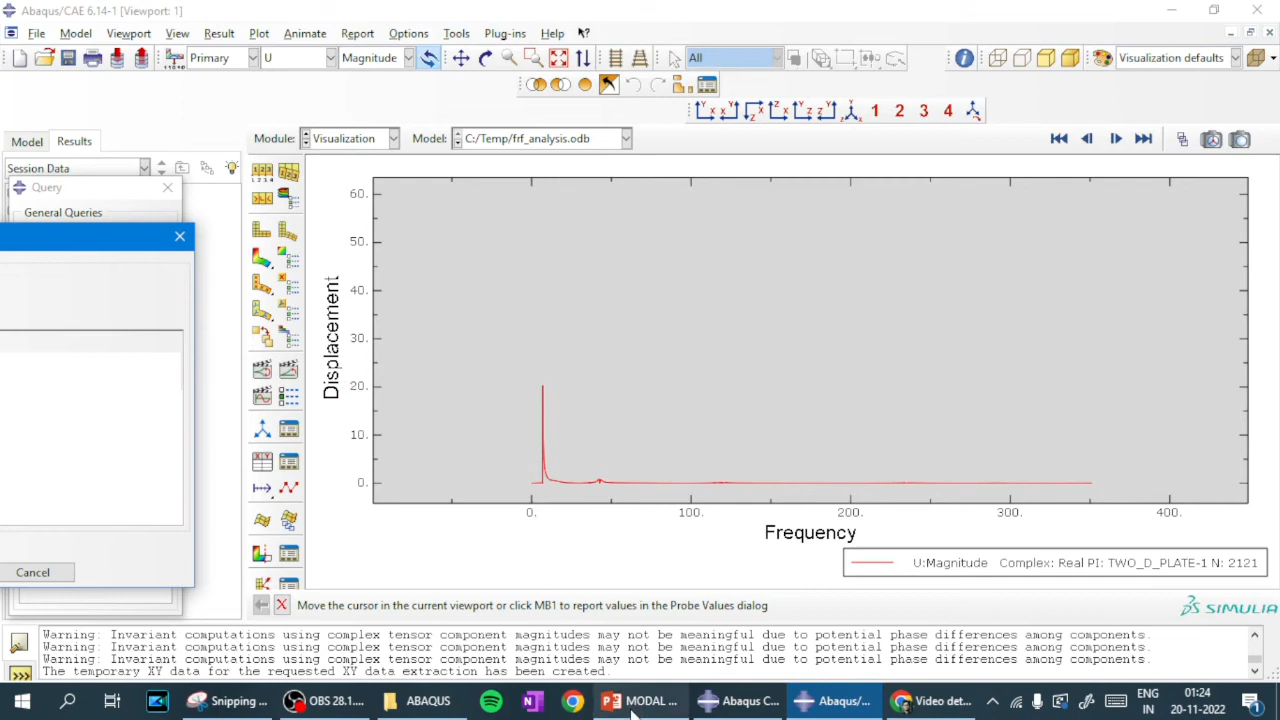 Abaqus/CAE 6.14-1 [Viewport: 1]
File Model Viewport View Result Plot Animate Report Options Tools Plug-ins Help
Primary U Magnitude All Visualization defaults
1 2 3 4
Model Results
Module: Visualization Model: C:/Temp/frf_analysis.odb
Session Data
Query
General Queries
Cancel
60.
50.
40.
30.
20.
10.
0.
Displacement
0. 100. 200. 300. 400.
Frequency
U:Magnitude Complex: Real PI: TWO_D_PLATE-1 N: 2121
Move the cursor in the current viewport or click MB1 to report values in the Probe Values dialog
SIMULIA
Warning: Invariant computations using complex tensor component magnitudes may not be meaningful due to potential phase differences among components.
Warning: Invariant computations using complex tensor component magnitudes may not be meaningful due to potential phase differences among components.
Warning: Invariant computations using complex tensor component magnitudes may not be meaningful due to potential phase differences among components.
The temporary XY data for the requested XY data extraction has been created.
Snipping ... OBS 28.1.... ABAQUS MODAL ... Abaqus C... Abaqus/... Video det...
ENG
IN
01:24
20-11-2022